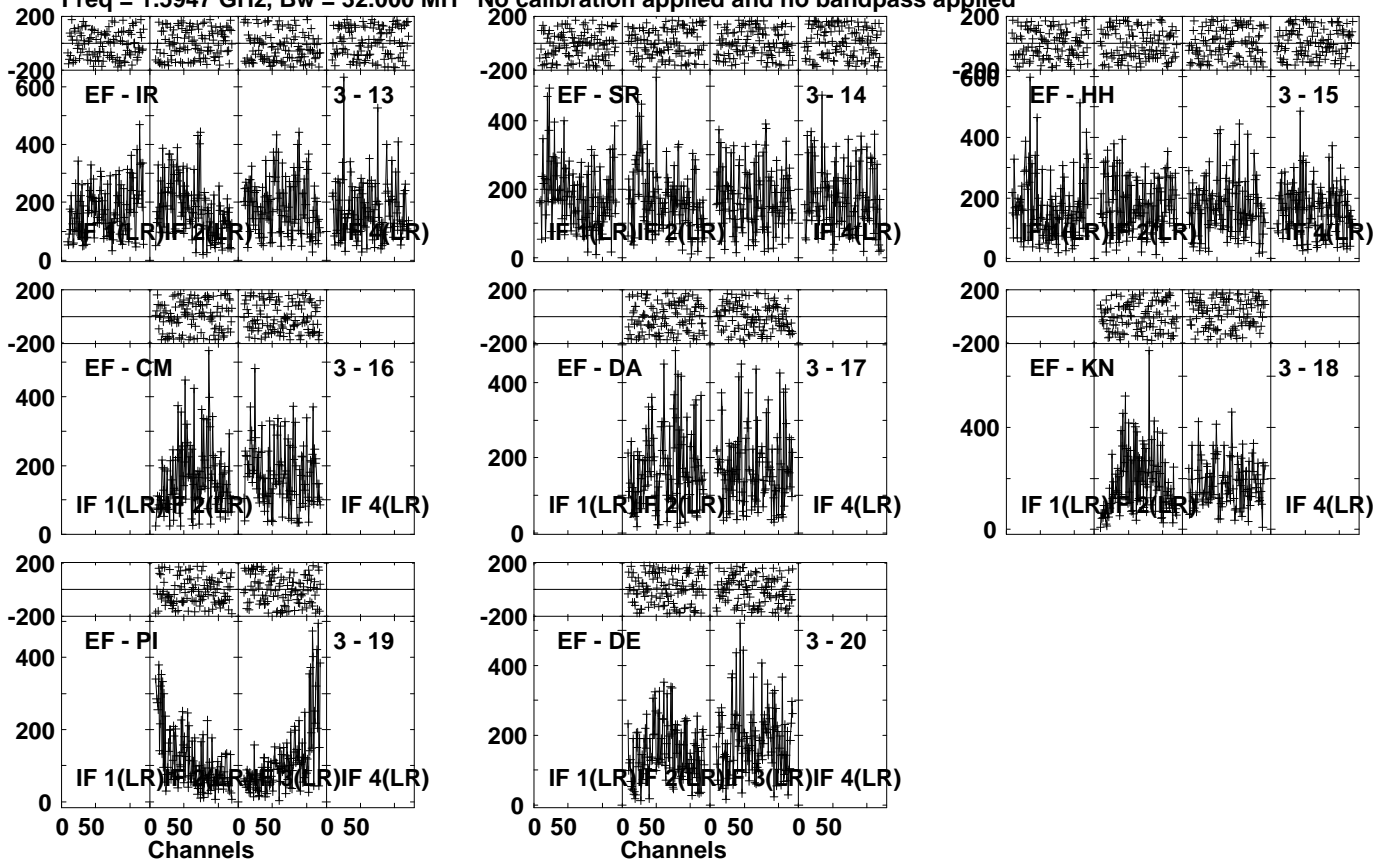 Freq = 1.5947 GHz, Bw = 32.000 MH No calibration applied and no bandpass applied
200 200 200
-200 -200
600 600
EF - IR 3 - 13 EF - SR 3 - 14 EF - HH 3 - 15
400 400 400
200 200 200
IF 1(LR) IF 2(LR) IF 4(LR) IF 1(LR) IF 2(LR) IF 4(LR) IF 2(LR) IF 4(LR)
0 0 0
200 200 200
-200 -200 -200
EF - CM 3 - 16 EF - DA 3 - 17 EF - KN 3 - 18
400 400 400
200 200
IF 1(LR) IF 2(LR) IF 4(LR) IF 1(LR) IF 2(LR) IF 4(LR) IF 1(LR) IF 2(LR) IF 4(LR)
0 0 0
200 200
-200 -200
EF - PI 3 - 19 EF - DE 3 - 20
400 400
200 200
IF 1(LR) IF 2(LR) IF 3(LR) IF 4(LR) IF 1(LR) IF 2(LR) IF 3(LR) IF 4(LR)
0 0
0 50 0 50 0 50 0 50 0 50 0 50 0 50 0 50
Channels Channels